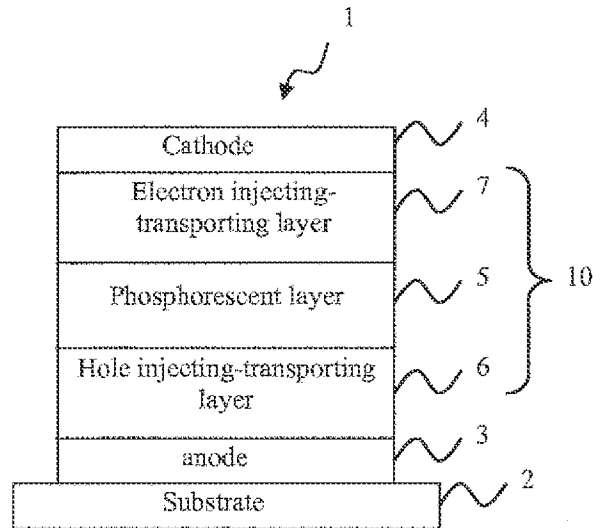 1
Cathode
4
Electron injecting-
transporting layer
7
Phosphorescent layer
5
10
Hole injecting-transporting
layer
6
anode
3
Substrate
2